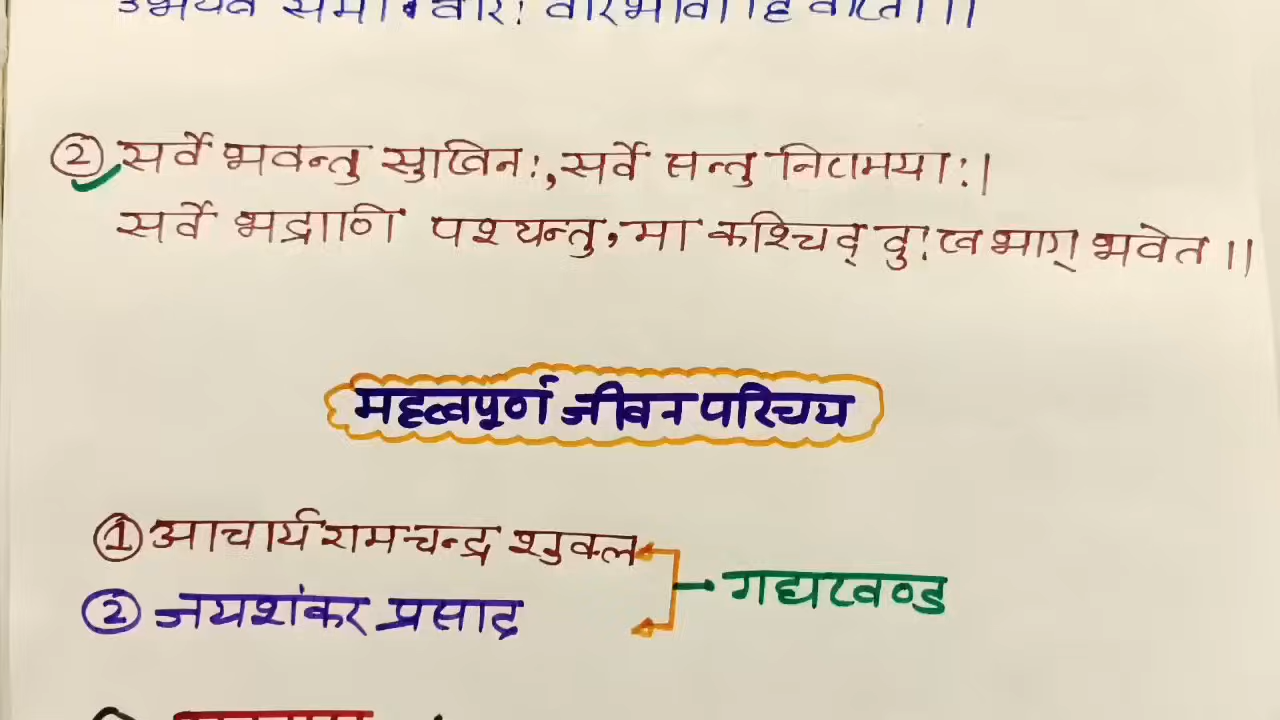 ② सर्वे भवन्तु सुखिनः, सर्वे सन्तु निरामयाः।
सर्वे भद्राणि पश्यन्तु, मा कश्चिद् दुःख भाग् भवेत ।।
महत्वपूर्ण जीवन परिचय
① आचार्य रामचन्द्र शुक्ल
② जयशंकर प्रसाद
गद्यखण्ड